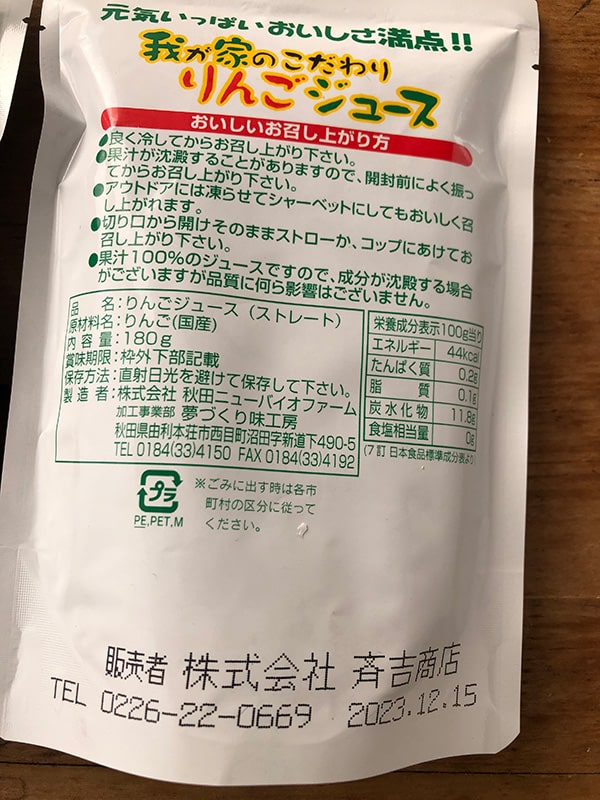 元気いっぱいおいしさ満点!!
我が家のこだわり
りんごジュース
おいしいお召し上がり方
●良く冷してからお召し上がり下さい。
●果汁が沈澱することがありますので、開封前によく振っ
てからお召し上がり下さい。
●アウトドアには凍らせてシャーベットにしてもおいしく召
し上がれます。
●切り口から開けそのままストローか、コップにあけてお
召し上がり下さい。
●果汁100%のジュースですので、成分が沈殿する場合
がございますが品質に何ら影響はございません。
品名:りんごジュース(ストレート)
原材料名:りんご(国産)
内容量:180g
賞味期限:枠外下部記載
保存方法:直射日光を避けて保存して下さい。
製造者:株式会社 秋田ニューバイオファーム
加工事業部 夢づくり味工房
秋田県由利本荘市西目町沼田字新道下490-5
TEL 0184(33)4150 FAX 0184(33)4192
栄養成分表示100g当り
エネルギー 44kcal
たんぱく質 0.2g
脂質 0.1g
炭水化物 11.8g
食塩相当量 0g
(7訂 日本食品標準成分表より)
プラ
PE,PET,M
※ごみに出す時は各市
町村の区分に従って
ください。
販売者 株式会社 斉吉商店
TEL 0226-22-0669 2023.12.15